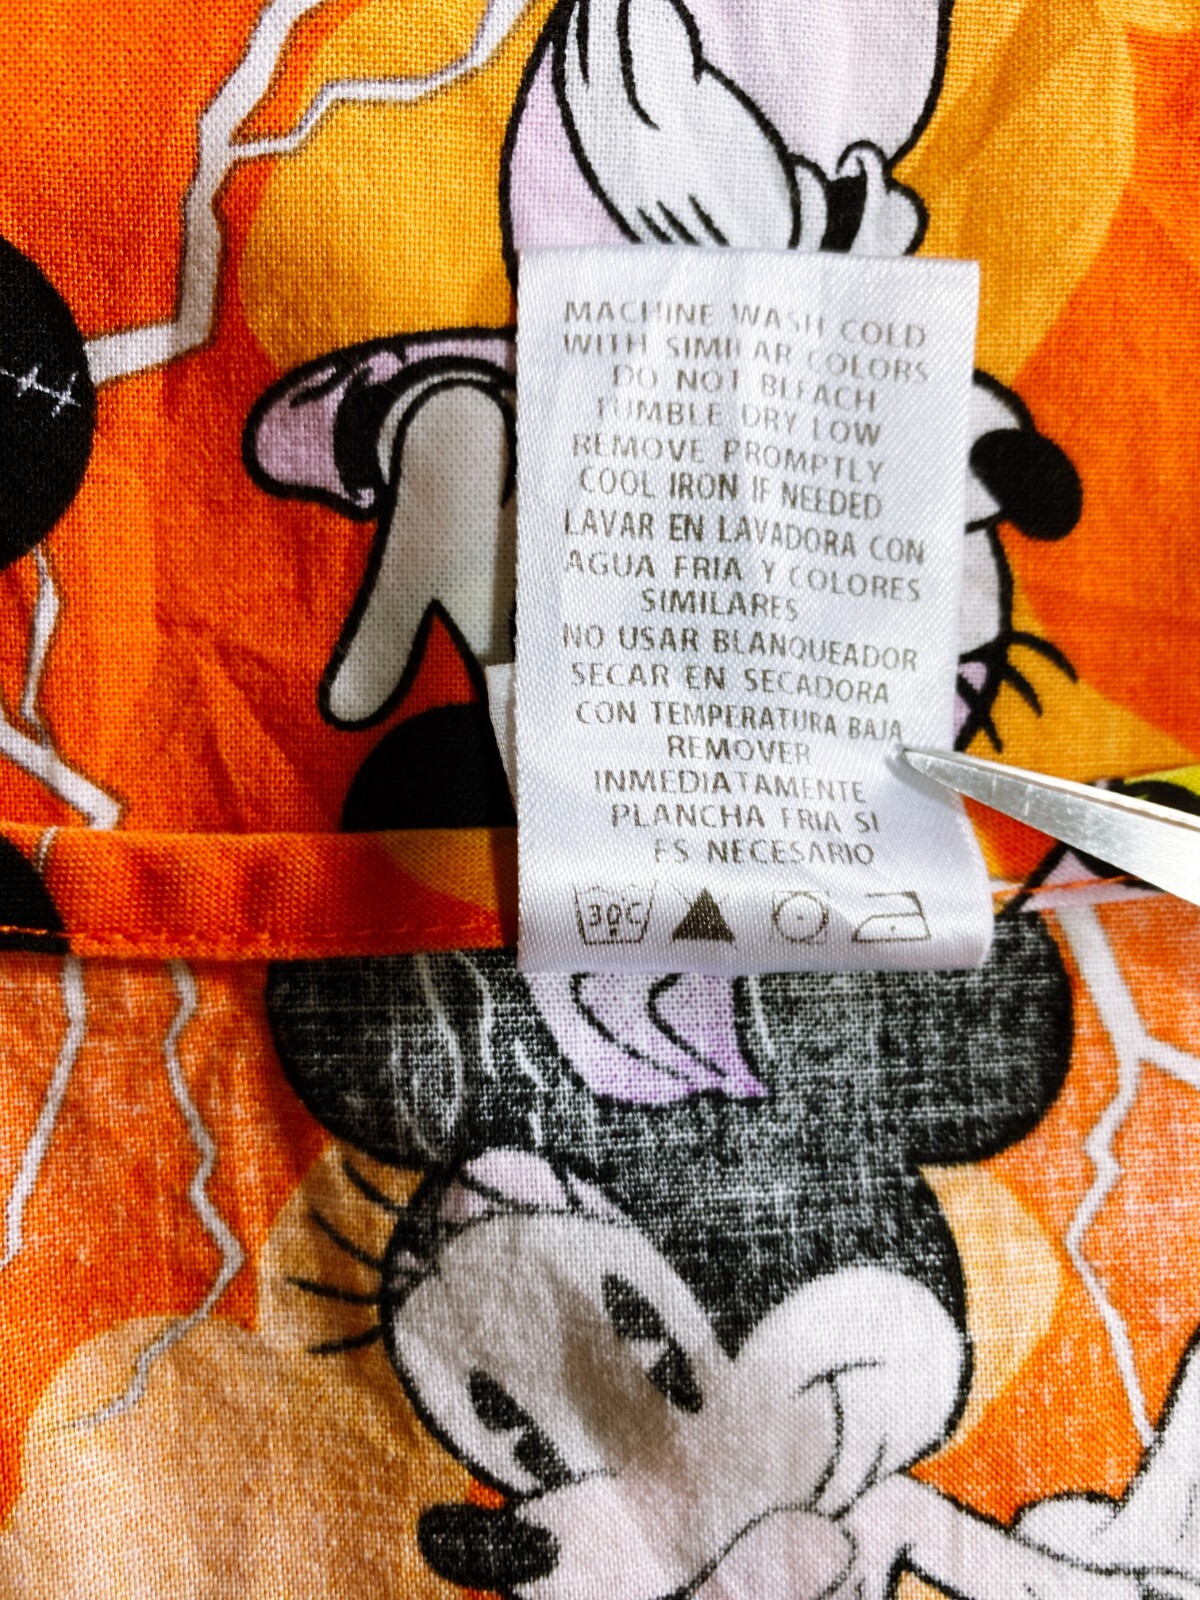 MACHINE WASH COLD
WITH SIMILAR COLORS
DO NOT BLEACH
TUMBLE DRY LOW
REMOVE PROMPTLY
COOL IRON IF NEEDED
LAVAR EN LAVADORA CON
AGUA FRIA Y COLORES
SIMILARES
NO USAR BLANQUEADOR
SECAR EN SECADORA
CON TEMPERATURA BAJA
REMOVER
INMEDIATAMENTE
PLANCHA FRIA SI
ES NECESARIO
30C